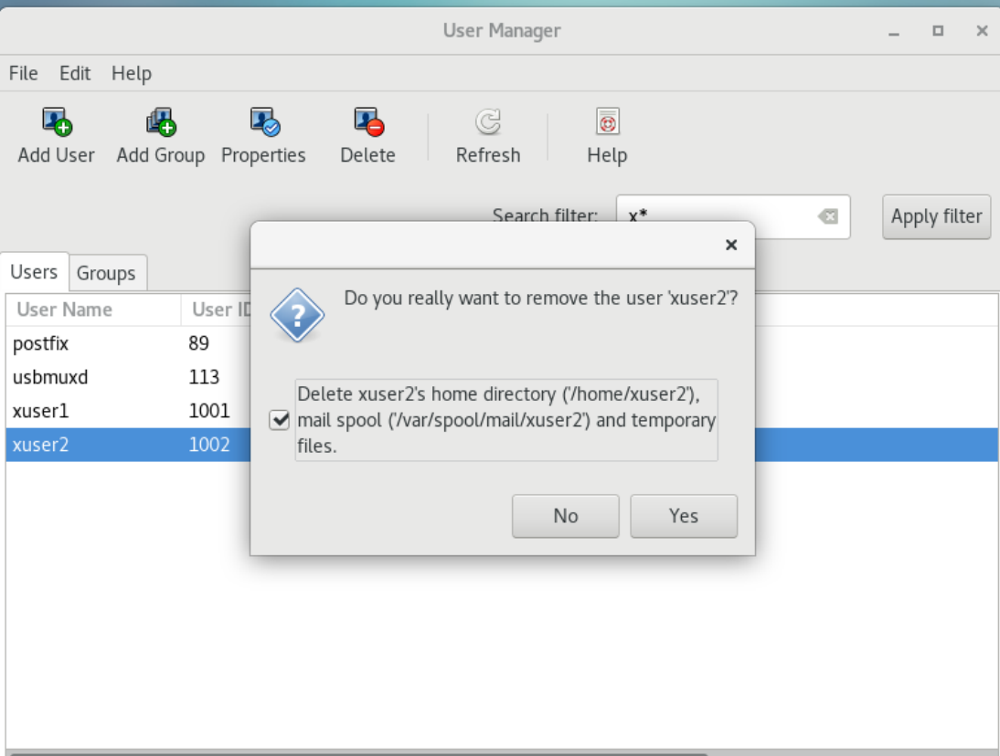 User Manager
File Edit Help
Add User Add Group Properties Delete Refresh Help
Search filter: x* Apply filter
Users Groups
User Name User ID
Do you really want to remove the user 'xuser2'?
postfix 89
usbmuxd 113
xuser1 1001
xuser2 1002
Delete xuser2's home directory ('/home/xuser2'),
mail spool ('/var/spool/mail/xuser2') and temporary
files.
No Yes